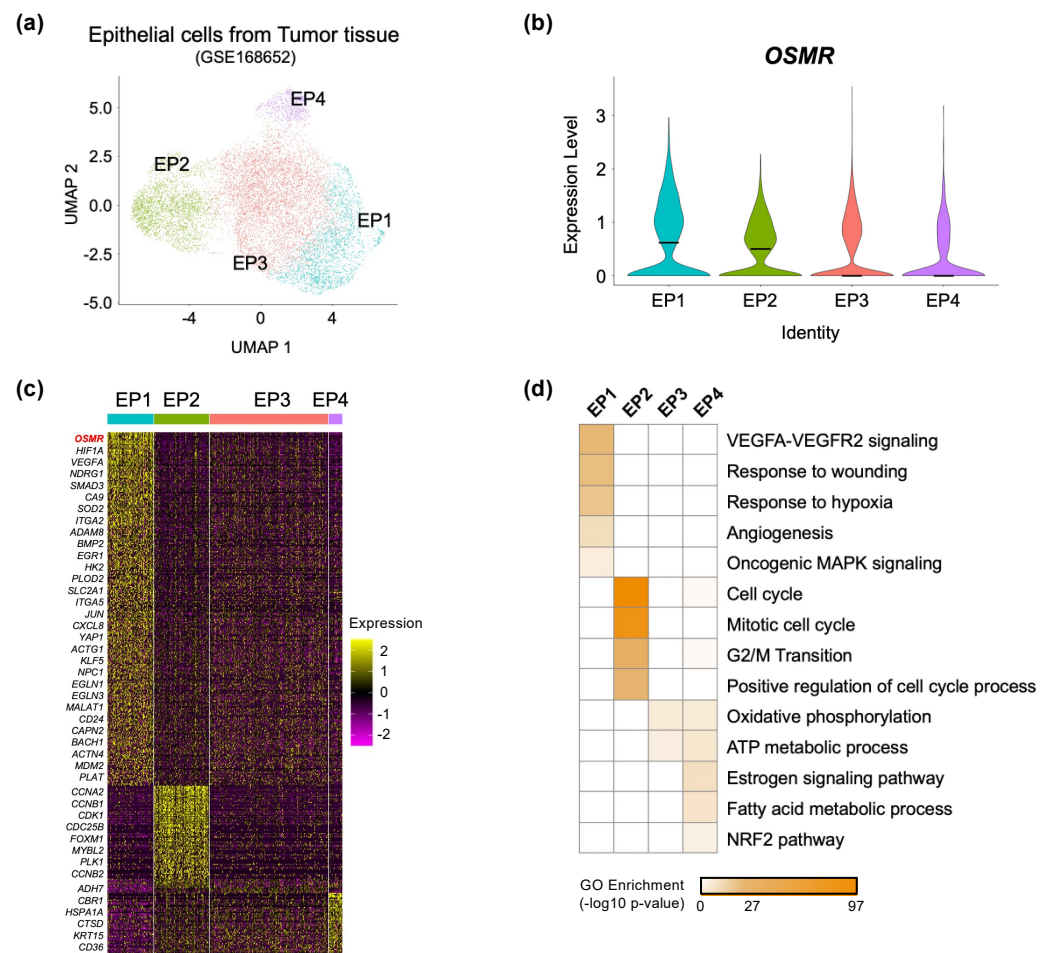 (a)
Epithelial cells from Tumor tissue
(GSE168652)
UMAP 2
5.0
2.5
0.0
-2.5
-5.0
EP4
EP2
EP1
EP3
-4
0
4
UMAP 1
(b)
OSMR
Expression Level
3
2
1
0
EP1
EP2
EP3
EP4
Identity
(c)
EP1
EP2
EP3
EP4
OSMR
HIF1A
VEGFA
NDRG1
SMAD3
CA9
SOD2
ITGA2
ADAM8
BMP2
EGR1
HK2
PLOD2
SLC2A1
ITGA5
JUN
CXCL8
YAP1
ACTG1
KLF5
NPC1
EGLN1
EGLN3
MALAT1
CD24
CAPN2
BACH1
ACTN4
MDM2
PLAT
CCNA2
CCNB1
CDK1
CDC25B
FOXM1
MYBL2
PLK1
CCNB2
ADH7
CBR1
HSPA1A
CTSD
KRT15
CD36
Expression
2
1
0
-1
-2
(d)
EP1
EP2
EP3
EP4
VEGFA-VEGFR2 signaling
Response to wounding
Response to hypoxia
Angiogenesis
Oncogenic MAPK signaling
Cell cycle
Mitotic cell cycle
G2/M Transition
Positive regulation of cell cycle process
Oxidative phosphorylation
ATP metabolic process
Estrogen signaling pathway
Fatty acid metabolic process
NRF2 pathway
GO Enrichment
(-log10 p-value)
0
27
97